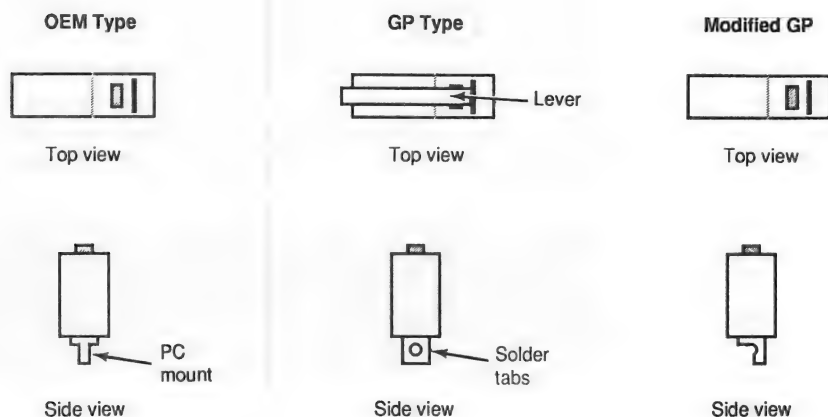 OEM Type
GP Type
Modified GP
Lever
Top view
Top view
Top view
PC
mount
Solder
tabs
Side view
Side view
Side view